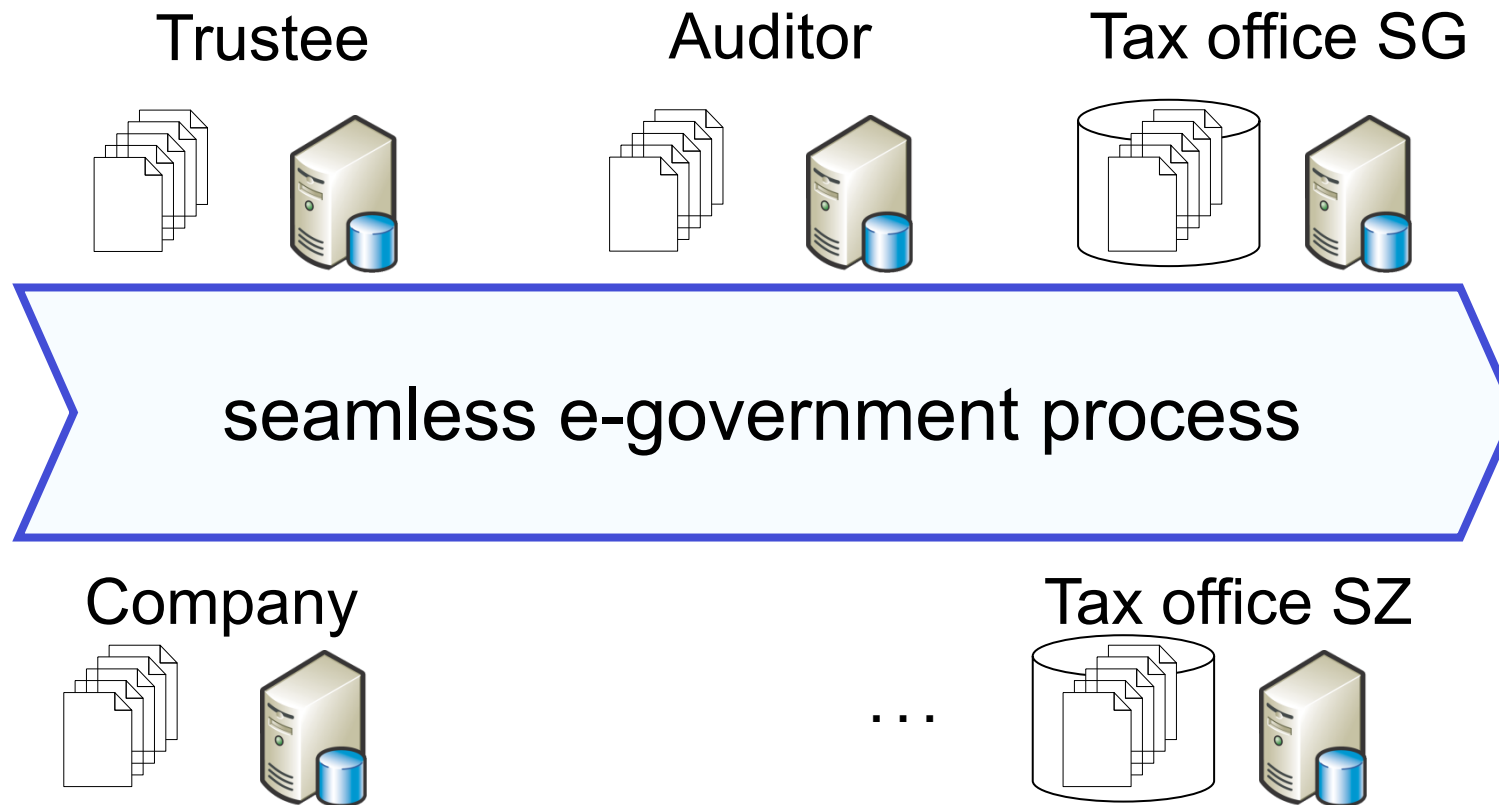 Trustee
Auditor
Tax office SG
seamless e-government process
Company
Tax office SZ
...